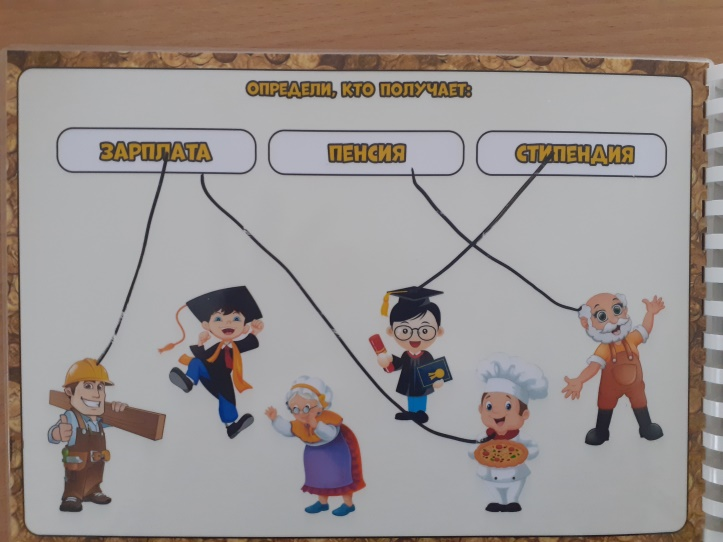 ОПРЕДЕЛИ, КТО ПОЛУЧАЕТ:
ЗАРПЛАТА ПЕНСИЯ СТИПЕНДИЯ